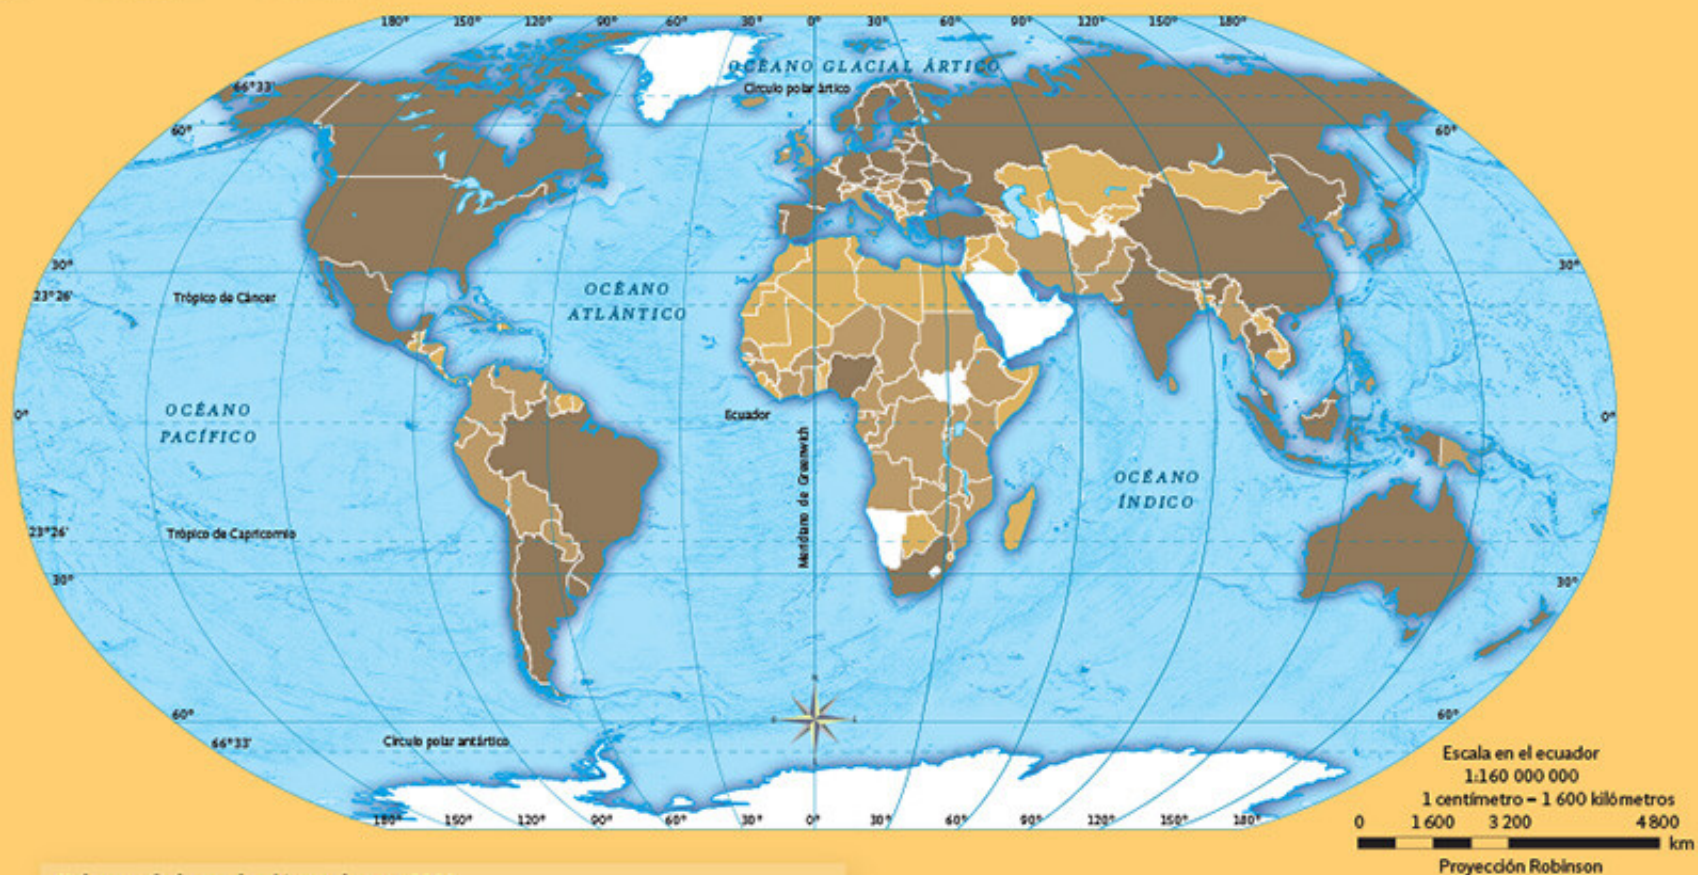 180° 150° 120° 90° 60° 30° 0° 30° 60° 90° 120° 150° 180°
OCÉANO GLACIAL ÁRTICO
Círculo polar ártico
66°33'
60° 60°
30° 30°
23°26'
Trópico de Cáncer
OCÉANO
ATLÁNTICO
OCÉANO
PACÍFICO
0° 0°
Ecuador
Meridiano de Greenwich
OCÉANO
ÍNDICO
23°26'
Trópico de Capricornio
30° 30°
60° 60°
66°33'
Círculo polar antártico
180° 150° 120° 90° 60° 30° 0° 30° 60° 90° 120° 150° 180°
Escala en el ecuador
1:160 000 000
1 centímetro = 1 600 kilómetros
0 1 600 3 200 4 800
km
Proyección Robinson